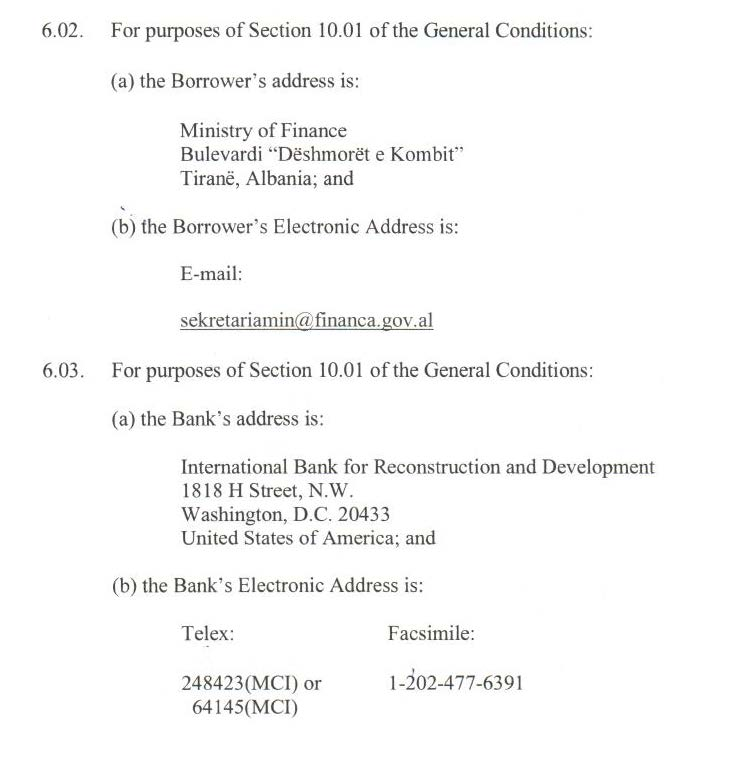 6.02. For purposes of Section 10.01 of the General Conditions:
(a) the Borrower's address is:
Ministry of Finance
Bulevardi “Dëshmorët e Kombit”
Tiranë, Albania; and
(b) the Borrower's Electronic Address is:
E-mail:
sekretariamin@financa.gov.al
6.03. For purposes of Section 10.01 of the General Conditions:
(a) the Bank's address is:
International Bank for Reconstruction and Development
1818 H Street, N.W.
Washington, D.C. 20433
United States of America; and
(b) the Bank's Electronic Address is:
Telex: Facsimile:
248423(MCI) or 1-202-477-6391
64145(MCI)